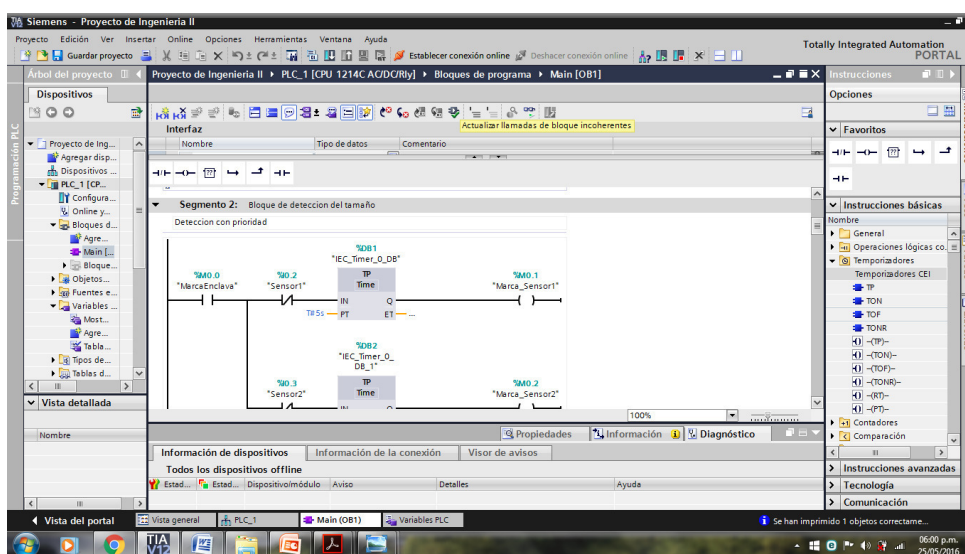 Siemens - Proyecto de Ingenieria II
Proyecto Edición Ver Insertar Online Opciones Herramientas Ventana Ayuda
Totally Integrated Automation
PORTAL
Guardar proyecto
Establecer conexión online
Deshacer conexión online
Árbol del proyecto
Proyecto de Ingenieria II PLC_1 [CPU 1214C AC/DC/Rly] Bloques de programa Main [OB1]
Instrucciones
Dispositivos
Opciones
Programación PLC
Actualizar llamadas de bloque incoherentes
Interfaz
Nombre Tipo de datos Comentario
Favoritos
Proyecto de Ing...
Agregar disp...
Dispositivos ...
PLC_1 [CP...
Configura...
Online y...
Bloques d...
Agre...
Main [...
Bloque...
Objetos...
Fuentes e...
Variables ...
Most...
Agre...
Tabla...
Tipos de...
Tablas d...
Segmento 2: Bloque de deteccion del tamaño
Deteccion con prioridad
%DB1
"IEC_Timer_0_DB"
%M0.0
"MarcaEnclava"
%I0.2
"Sensor1"
TP
Time
%M0.1
"Marca_Sensor1"
IN Q
T#5s PT ET ...
%DB2
"IEC_Timer_0_
DB_1"
%I0.3
"Sensor2"
TP
Time
%M0.2
"Marca_Sensor2"
100%
Instrucciones básicas
Nombre
General
Operaciones lógicas co...
Temporizadores
Temporizadores CEI
TP
TON
TOF
TONR
-(TP)-
-(TON)-
-(TOF)-
-(TONR)-
-(RT)-
-(PT)-
Contadores
Comparación
Instrucciones avanzadas
Tecnología
Comunicación
Vista detallada
Nombre
Propiedades Información Diagnóstico
Información de dispositivos Información de la conexión Visor de avisos
Todos los dispositivos offline
Estad... Estad... Dispositivo/módulo Aviso Detalles Ayuda
Vista del portal Vista general PLC_1 Main (OB1) Variables PLC
Se han imprimido 1 objetos correctame...
TIA
V12
06:00 p.m.
25/05/2016